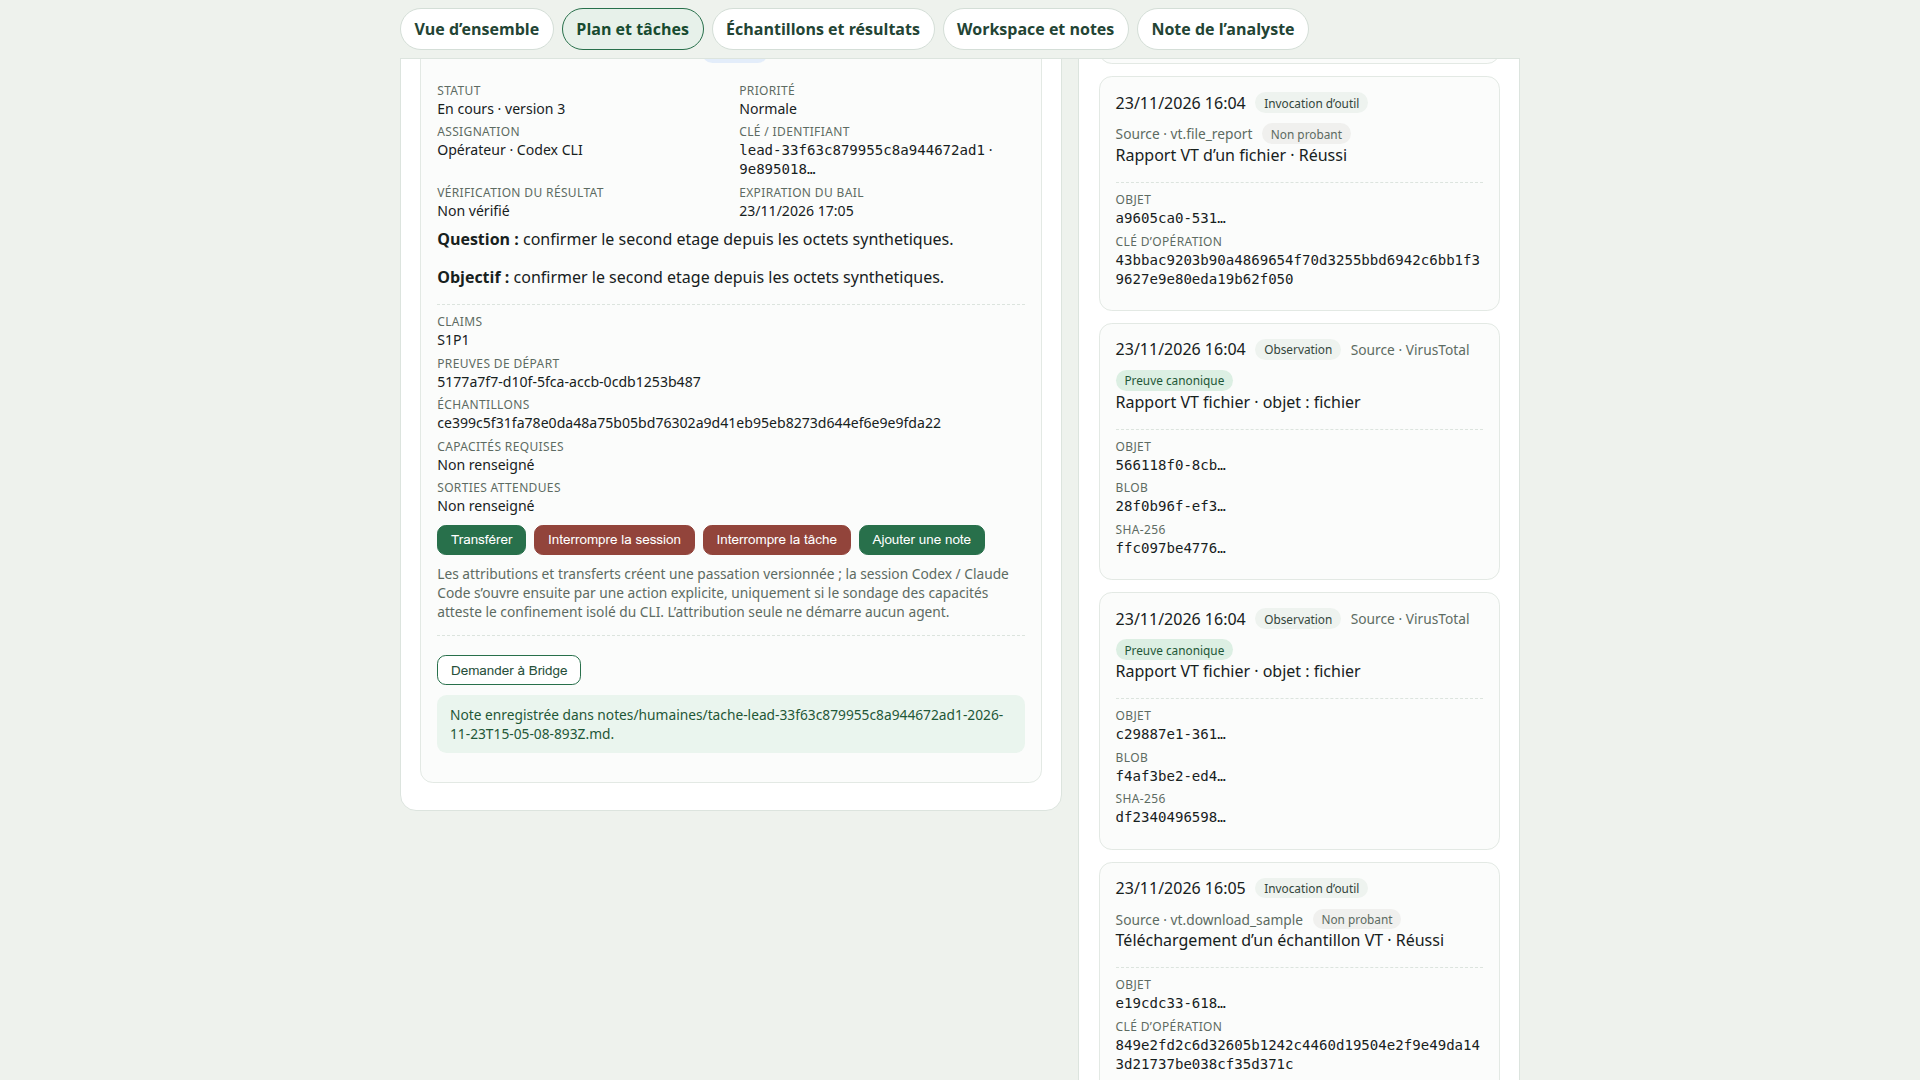 Vue d’ensemble
Plan et tâches
Échantillons et résultats
Workspace et notes
Note de l’analyste
STATUT
En cours · version 3
PRIORITÉ
Normale
ASSIGNATION
Opérateur · Codex CLI
CLÉ / IDENTIFIANT
lead-33f63c879955c8a944672ad1 ·
9e895018…
VÉRIFICATION DU RÉSULTAT
Non vérifié
EXPIRATION DU BAIL
23/11/2026 17:05
Question : confirmer le second etage depuis les octets synthetiques.
Objectif : confirmer le second etage depuis les octets synthetiques.
CLAIMS
S1P1
PREUVES DE DÉPART
5177a7f7-d10f-5fca-accb-0cdb1253b487
ÉCHANTILLONS
ce399c5f31fa78e0da48a75b05bd76302a9d41eb95eb8273d644ef6e9e9fda22
CAPACITÉS REQUISES
Non renseigné
SORTIES ATTENDUES
Non renseigné
Transférer
Interrompre la session
Interrompre la tâche
Ajouter une note
Les attributions et transferts créent une passation versionnée ; la session Codex / Claude
Code s’ouvre ensuite par une action explicite, uniquement si le sondage des capacités
atteste le confinement isolé du CLI. L’attribution seule ne démarre aucun agent.
Demander à Bridge
Note enregistrée dans notes/humaines/tache-lead-33f63c879955c8a944672ad1-2026-
11-23T15-05-08-893Z.md.
23/11/2026 16:04 Invocation d’outil
Source · vt.file_report Non probant
Rapport VT d’un fichier · Réussi
OBJET
a9605ca0-531…
CLÉ D’OPÉRATION
43bbac9203b90a4869654f70d3255bbd6942c6bb1f3
9627e9e80eda19b62f050
23/11/2026 16:04 Observation Source · VirusTotal
Preuve canonique
Rapport VT fichier · objet : fichier
OBJET
566118f0-8cb…
BLOB
28f0b96f-ef3…
SHA-256
ffc097be4776…
23/11/2026 16:04 Observation Source · VirusTotal
Preuve canonique
Rapport VT fichier · objet : fichier
OBJET
c29887e1-361…
BLOB
f4af3be2-ed4…
SHA-256
df2340496598…
23/11/2026 16:05 Invocation d’outil
Source · vt.download_sample Non probant
Téléchargement d’un échantillon VT · Réussi
OBJET
e19cdc33-618…
CLÉ D’OPÉRATION
849e2fd2c6d32605b1242c4460d19504e2f9e49da14
3d21737be038cf35d371c